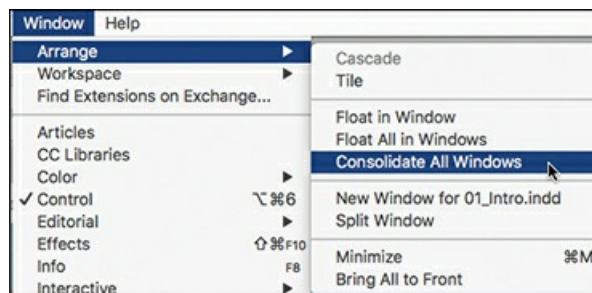 Window Help
Arrange
Workspace
Find Extensions on Exchange...
Articles
CC Libraries
Color
✓ Control ⌥⌘6
Editorial
Effects ⇧⌘F10
Info F8
Interactive
Cascade
Tile
Float in Window
Float All in Windows
Consolidate All Windows
New Window for 01_Intro.indd
Split Window
Minimize ⌘M
Bring All to Front